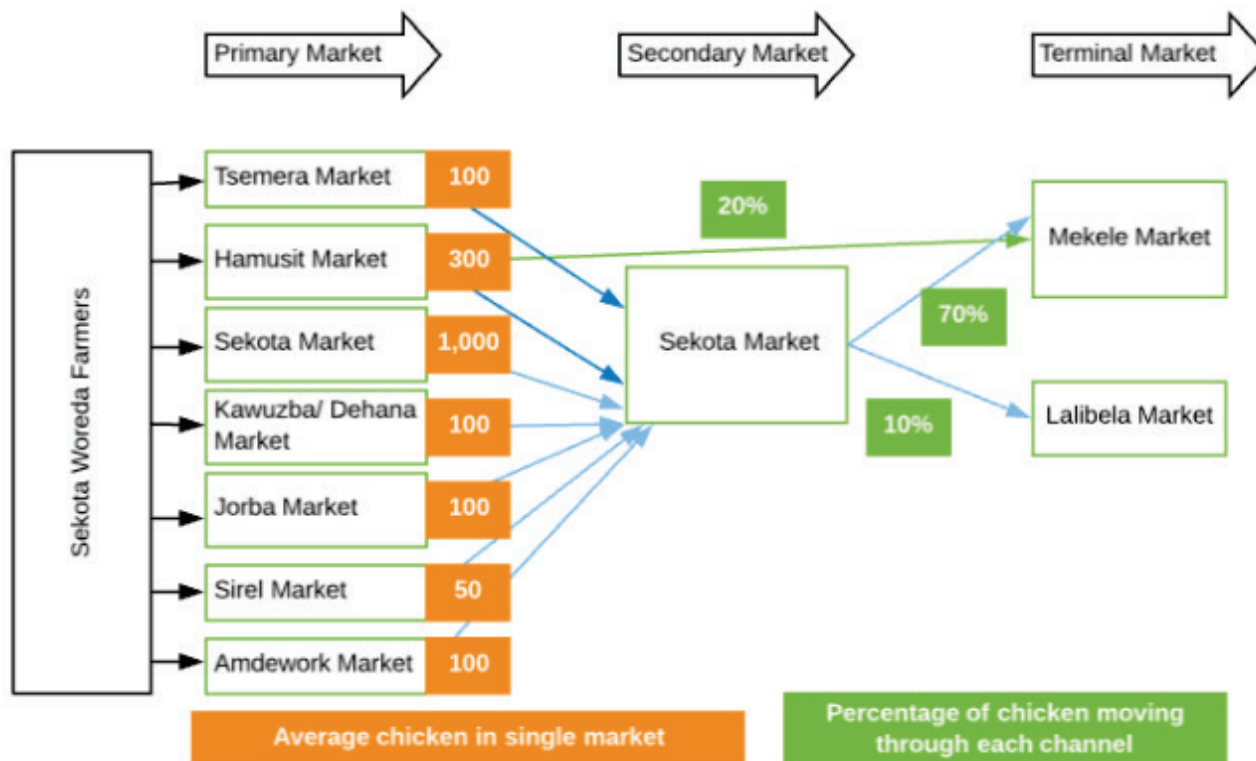 Primary Market
Secondary Market
Terminal Market
Sekota Woreda Farmers
Tsemera Market
100
Hamusit Market
300
Sekota Market
1,000
Kawuzba/ Dehana
Market
100
Jorba Market
100
Sirel Market
50
Amdework Market
100
20%
Sekota Market
70%
10%
Mekele Market
Lalibela Market
Average chicken in single market
Percentage of chicken moving
through each channel